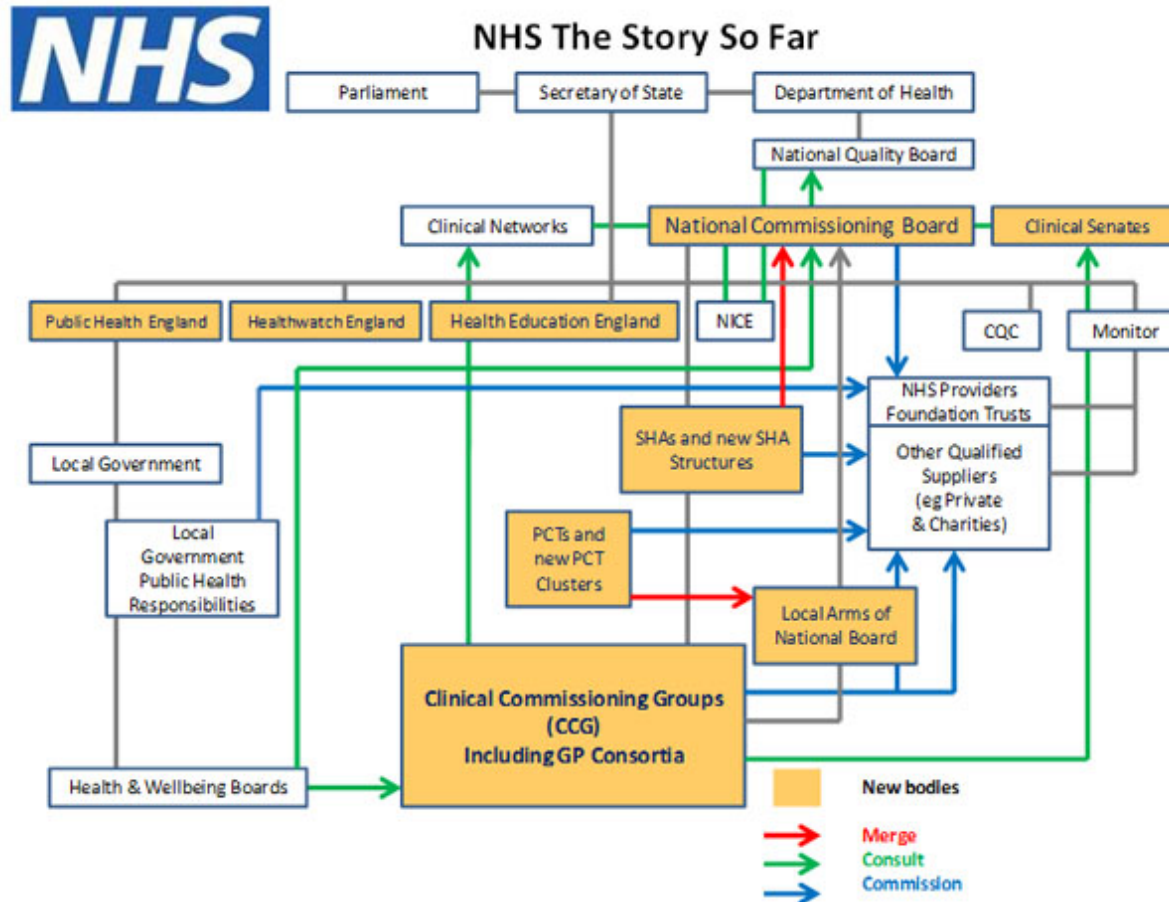 NHS
NHS The Story So Far
Parliament
Secretary of State
Department of Health
National Quality Board
Clinical Networks
National Commissioning Board
Clinical Senates
Public Health England
Healthwatch England
Health Education England
NICE
CQC
Monitor
NHS Providers
Foundation Trusts
SHAs and new SHA
Structures
Other Qualified
Suppliers
(eg Private
& Charities)
Local Government
Local
Government
Public Health
Responsibilities
PCTs and
new PCT
Clusters
Local Arms of
National Board
Clinical Commissioning Groups
(CCG)
Including GP Consortia
Health & Wellbeing Boards
New bodies
Merge
Consult
Commission